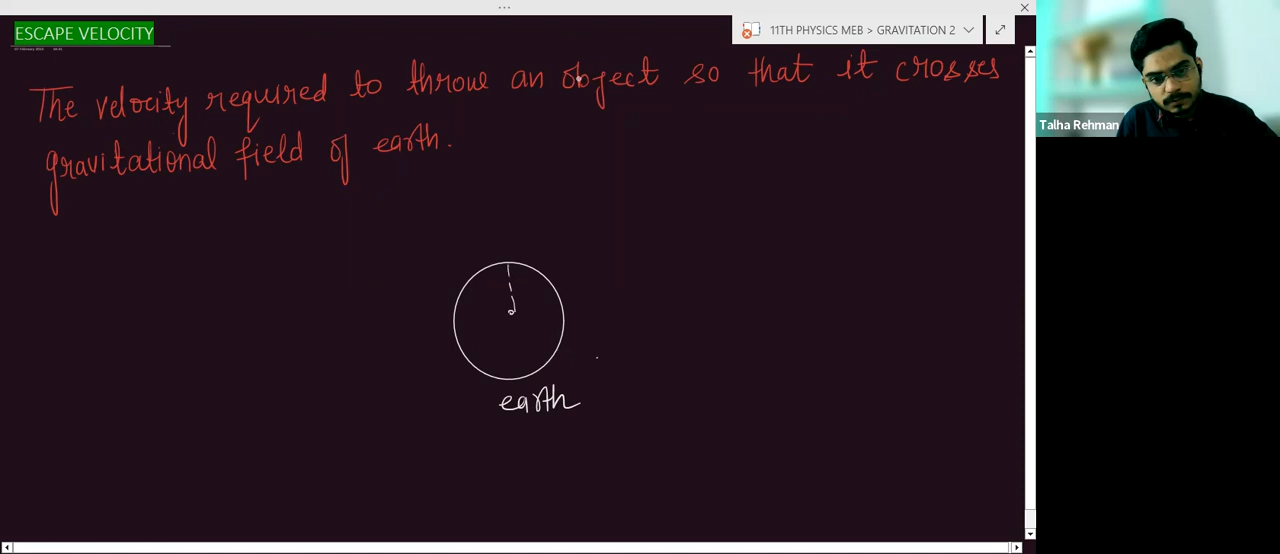 ESCAPE VELOCITY
11TH PHYSICS MEB > GRAVITATION 2
Talha Rehman
The velocity required to throw an object so that it crosses
gravitational field of earth.
earth